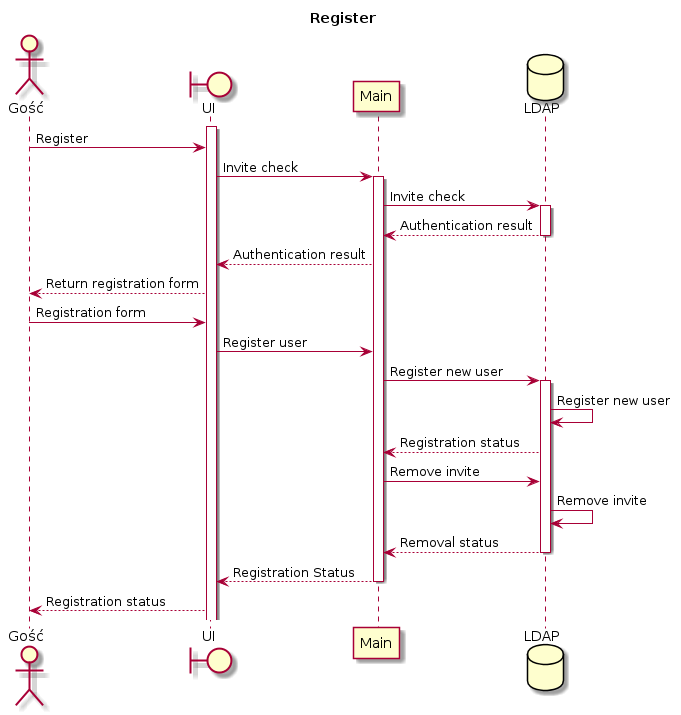 Register
Gość
UI
Main
LDAP
Register
Invite check
Invite check
Authentication result
Authentication result
Return registration form
Registration form
Register user
Register new user
Register new user
Registration status
Remove invite
Remove invite
Removal status
Registration Status
Registration status
Gość
UI
Main
LDAP